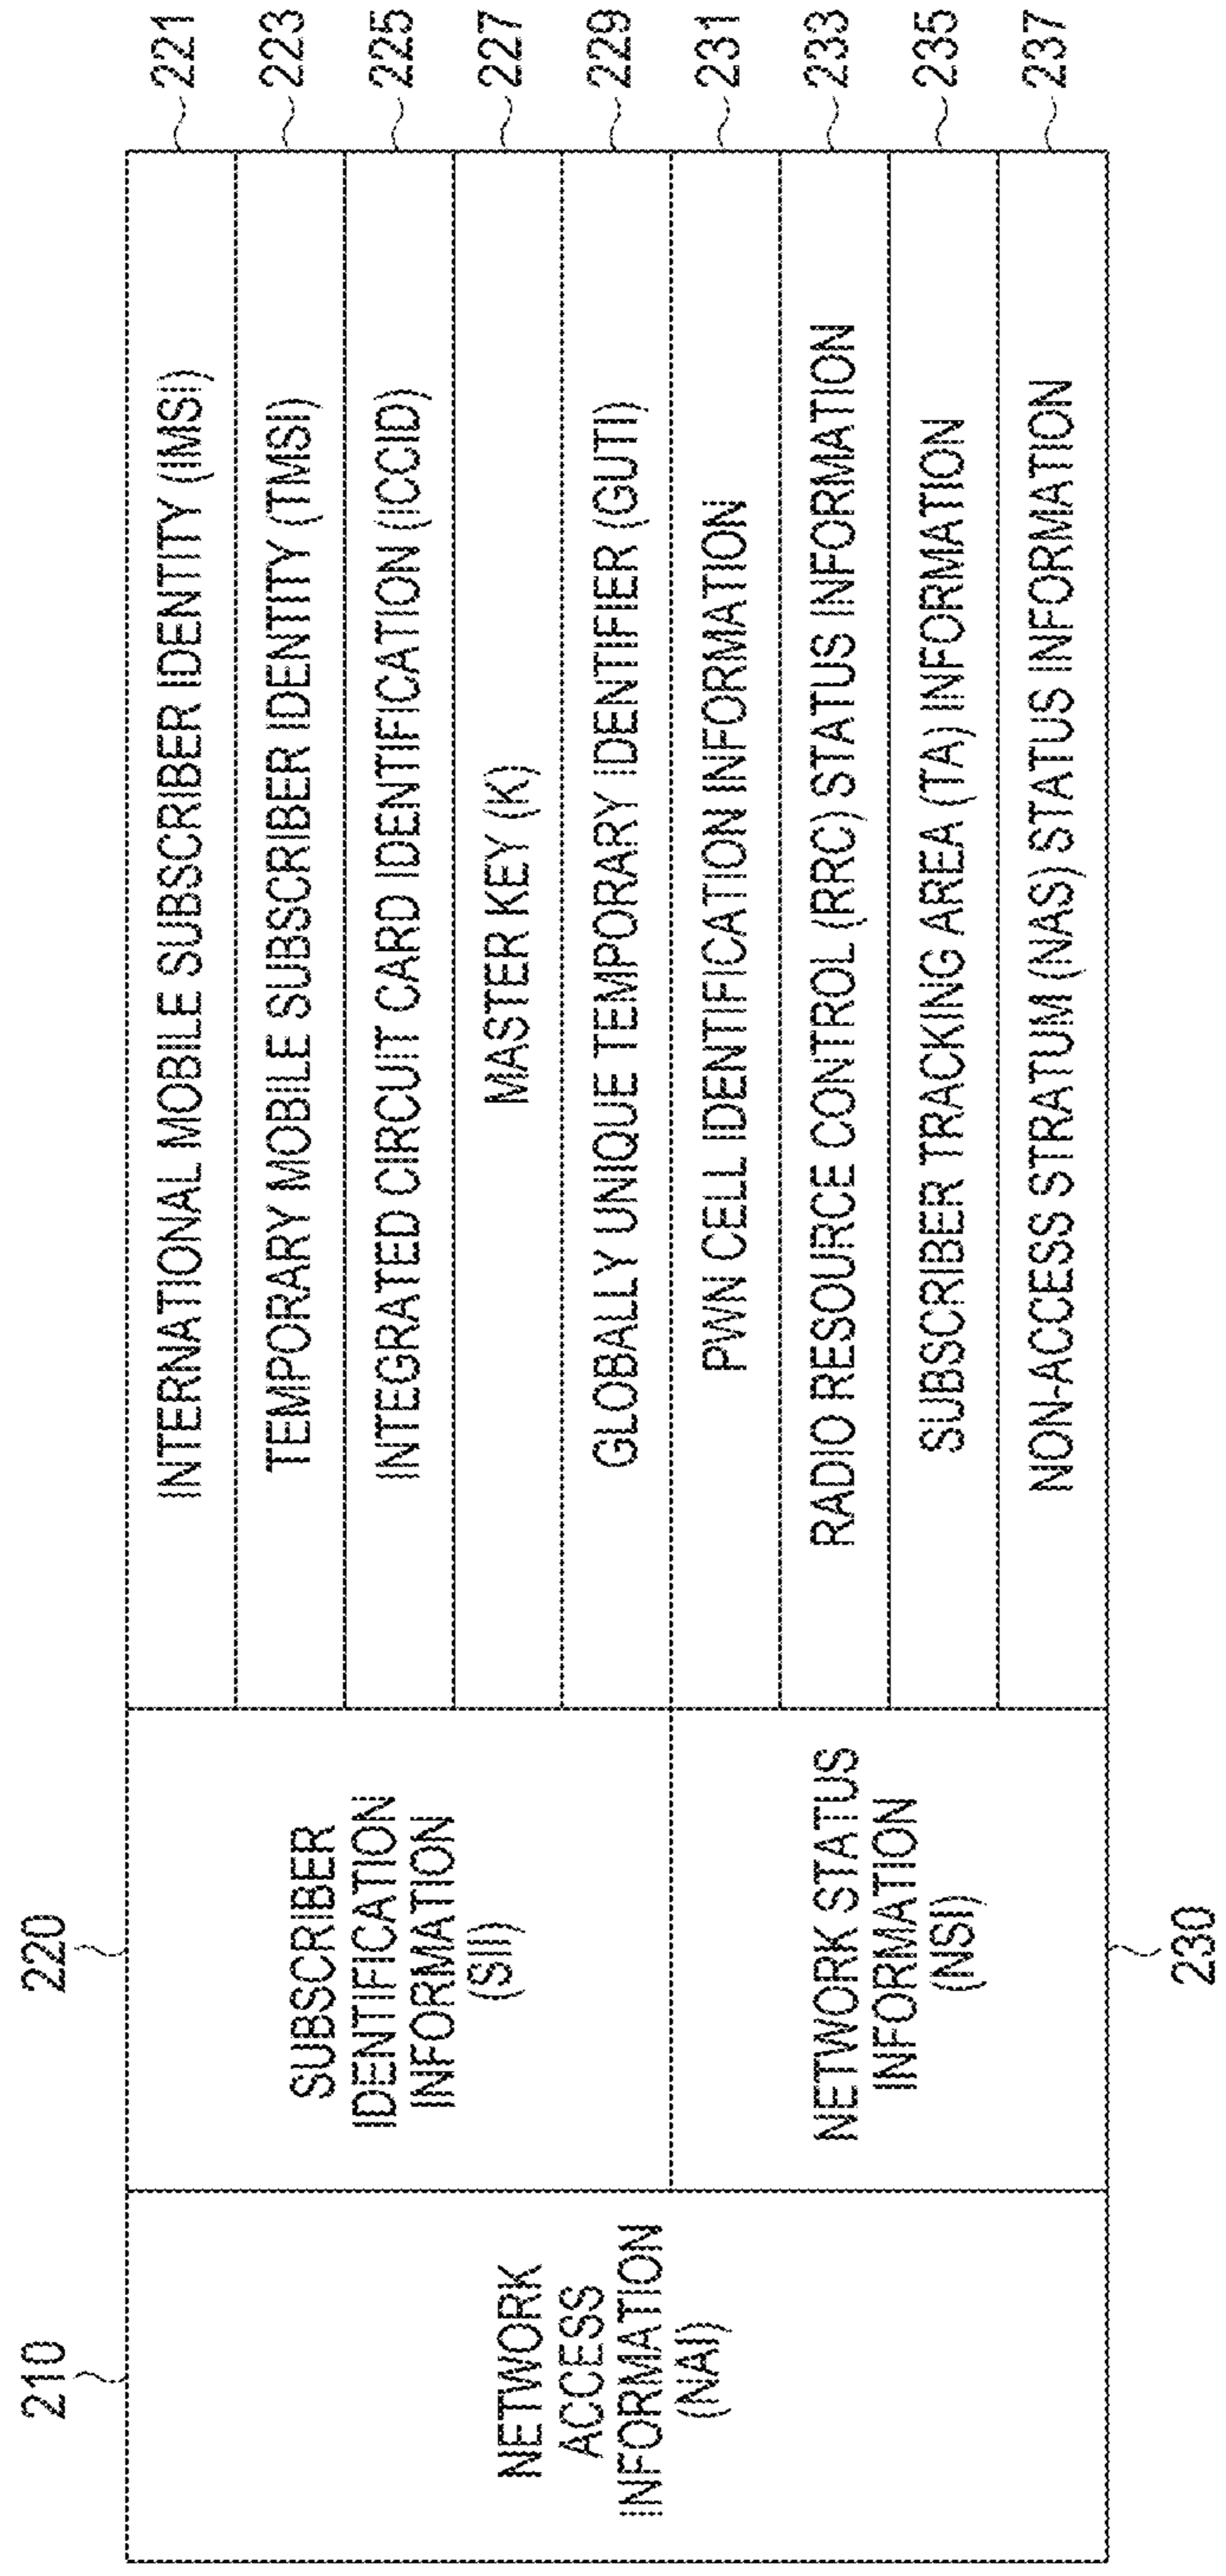 210
220
NETWORK
ACCESS
INFORMATION
(NAI)
SUBSCRIBER
IDENTIFICATION
INFORMATION
(SII)
INTERNATIONAL MOBILE SUBSCRIBER IDENTITY (IMSI)
221
TEMPORARY MOBILE SUBSCRIBER IDENTITY (TMSI)
223
INTEGRATED CIRCUIT CARD IDENTIFICATION (ICCID)
225
MASTER KEY (K)
227
GLOBALLY UNIQUE TEMPORARY IDENTIFIER (GUTI)
229
NETWORK STATUS
INFORMATION
(NSI)
PWN CELL IDENTIFICATION INFORMATION
231
RADIO RESOURCE CONTROL (RRC) STATUS INFORMATION
233
SUBSCRIBER TRACKING AREA (TA) INFORMATION
235
NON-ACCESS STRATUM (NAS) STATUS INFORMATION
237
230